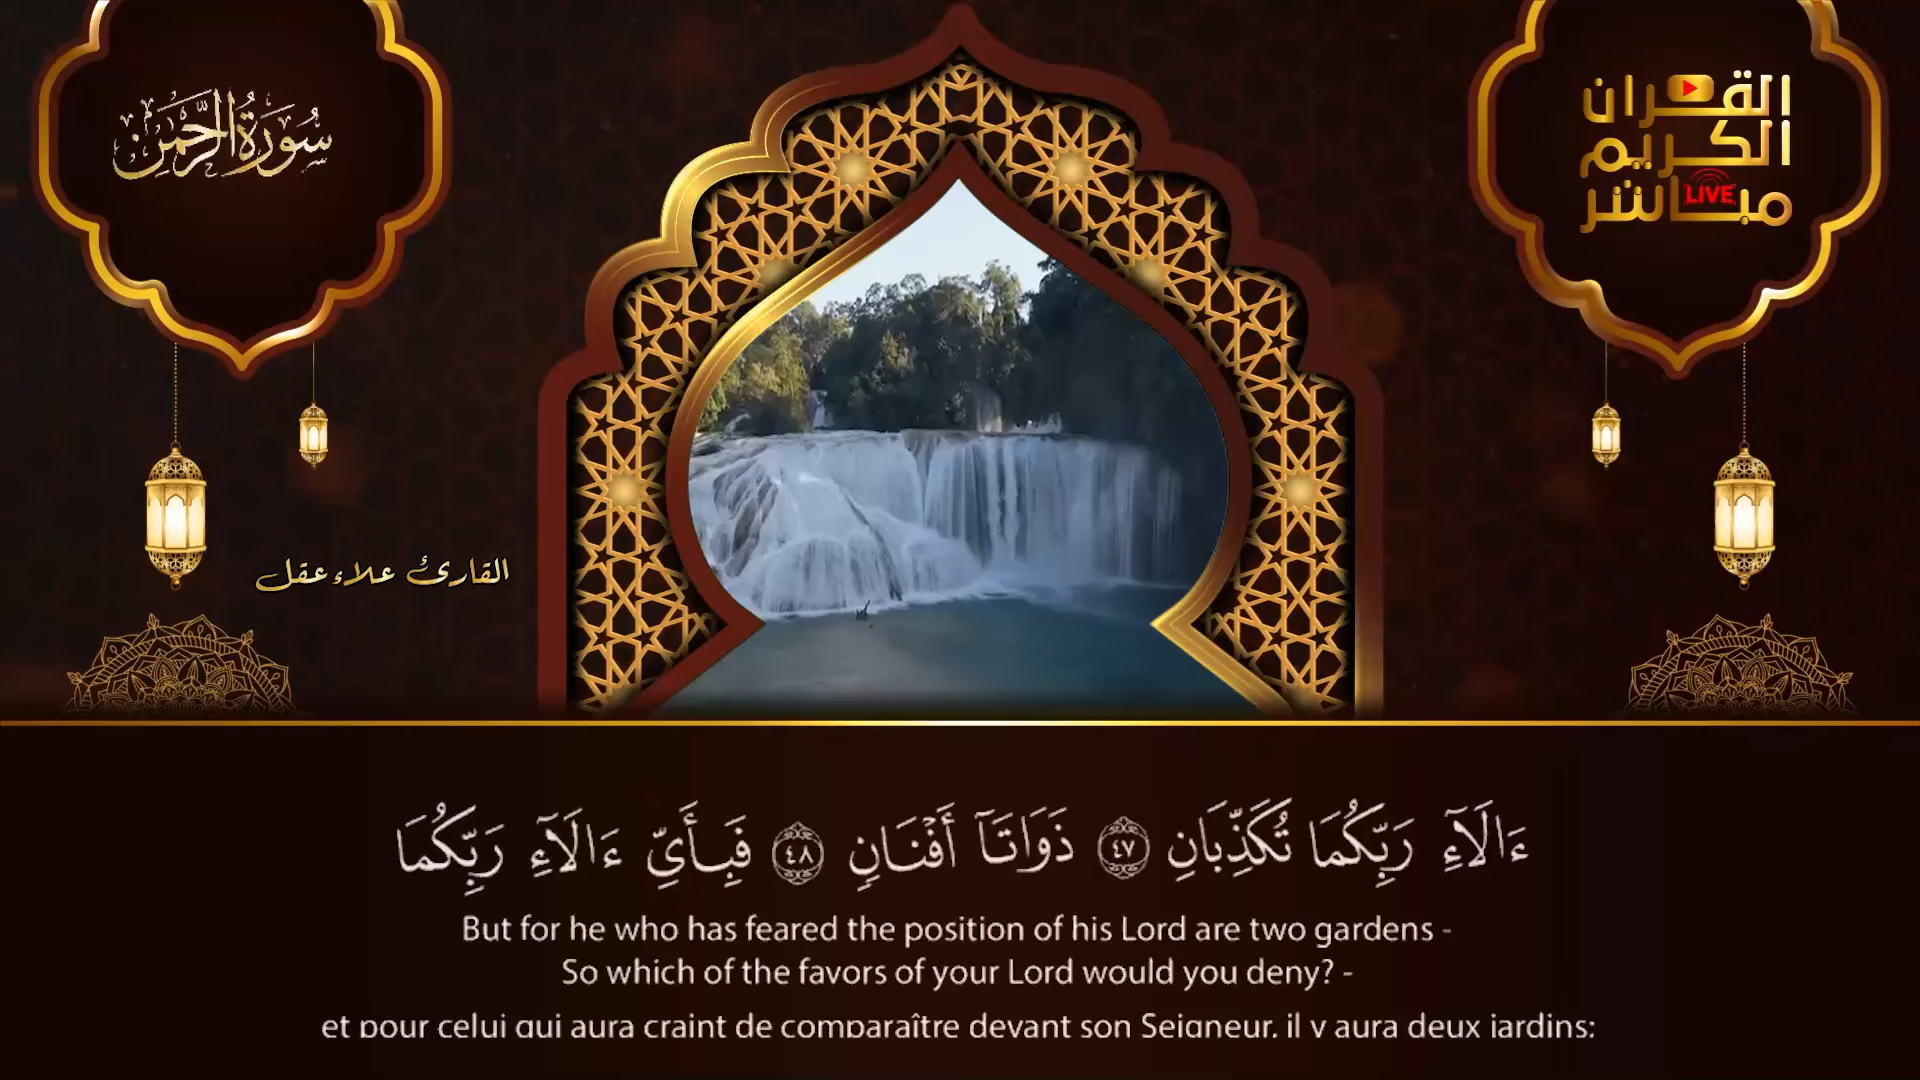 سُورَةُ الرَّحْمَٰن
القرآن
الكريم
مباشر
LIVE
القارئ علاء عقل
ءَالَآءِ رَبِّكُمَا تُكَذِّبَانِ ٤٧ ذَوَاتَآ أَفْنَانٍ ٤٨ فَبِأَيِّ ءَالَآءِ رَبِّكُمَا
But for he who has feared the position of his Lord are two gardens -
So which of the favors of your Lord would you deny? -
et pour celui qui aura craint de comparaître devant son Seigneur, il y aura deux jardins: